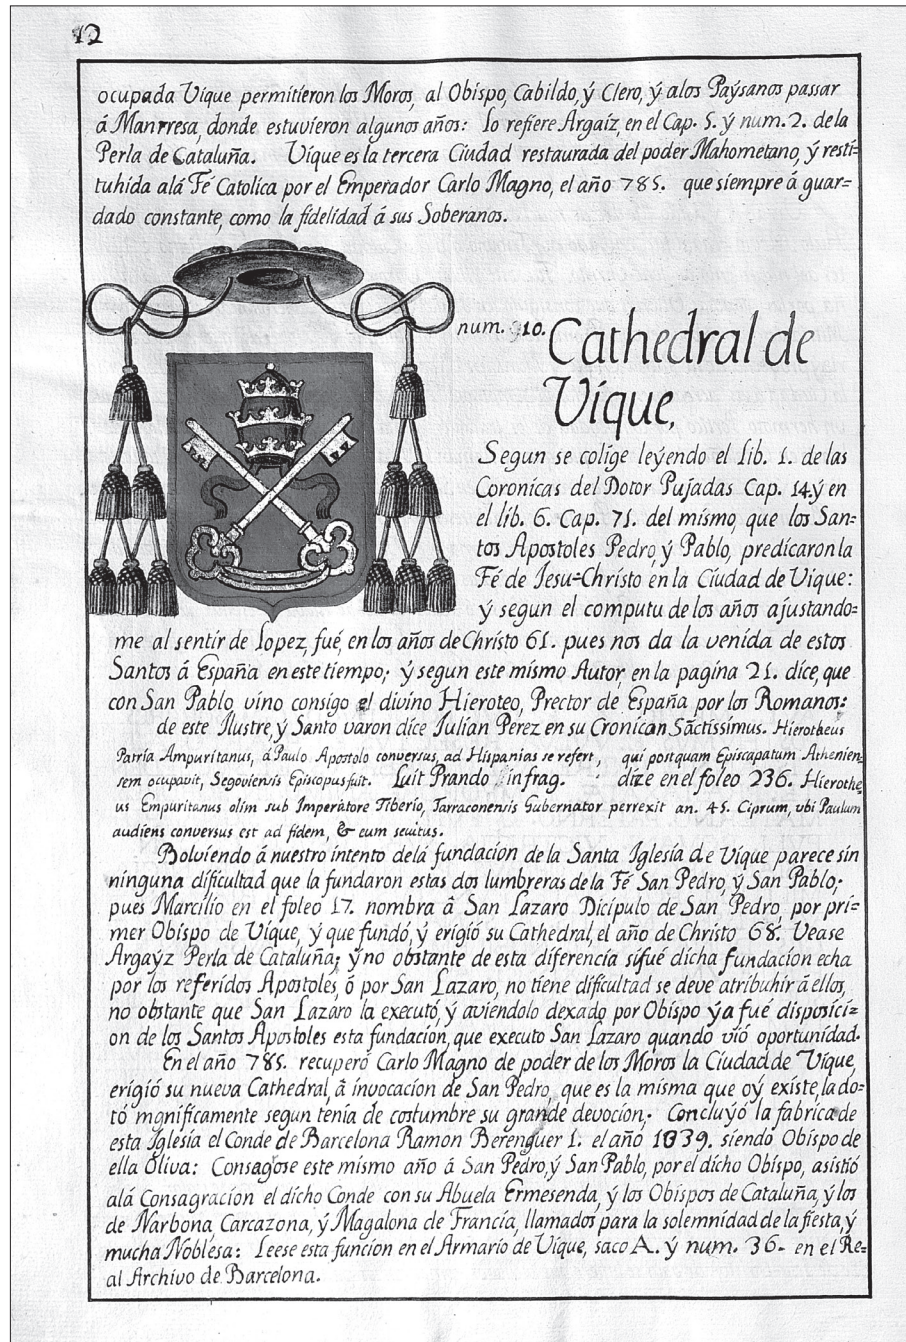 12
ocupada Vique permitieron los Moros, al Obispo, Cabildo, ý Clero, ý alos Paýsanos passar
á Manrresa, donde estuvieron algunos años: lo refiere Argaíz, en el Cap. 5. ý num. 2. de la
Perla de Cataluña. Vique es la tercera Ciudad restaurada del poder Mahometano, ý resti=
tuhída alá Fé Catolíca por el Emperador Carlo Magno, el año 785. que siempre á guar=
dado constante, como la fidelidad á sus Soberanos.
num. 10. Cathedral de
Vique,
Segun se colige leýendo el lib. 1. de las
Coronicas del Dotor Pujadas Cap. 14. ý en
el lib. 6. Cap. 71. del mismo, que los San=
tos Apostoles Pedro, ý Pablo, predicaron la
Fé de Jesu-Christo en la Ciudad de Vique:
ý segun el computu de los años ajustando=
me al sentir de lopez, fué, en los años de Christo 61. pues nos da la venida de estos
Santos á España en este tiempo; ý segun este mismo Autor, en la pagina 21. dice, que
con San Pablo, vino consigo el divino Hieroteo, Prector de España por los Romanos:
de este Ilustre, ý Santo varon dice Julian Perez en su Cronicon Sãctissimus. Hierotheus
Patria Ampuritanus, á Paulo Apostolo conversus, ad Hispanias se refert, qui postquam Episcapatum Athenien=
sem ocupavit, Segoviensis Episcopus fuit. Luit Prando infrag. dize en el foleo 236. Hierothe=
us Empuritanus olim sub Imperatore Tiberio, Tarraconensis Gubernator perrexit an. 45. Ciprum, vbi Paulum
audiens conversus est ad fidem, & eum seuitus.
Bolviendo á nuestro intento delá fundacion de la Santa Iglesia de Vique parece sin
ninguna dificultad que la fundaron estas dos lumbreras de la Fé San Pedro, ý San Pablo;
pues Marcilio en el foleo 17. nombra â San Lazaro Dicípulo de San Pedro, por pri=
mer Obispo de Vique, ý que fundó, ý erigió su Cathedral, el año de Christo 68. Vease
Argaýz Perla de Cataluña; ý no obstante de esta diferencia si fué dicha fundacion echa
por los referidos Apostoles, ó por San Lazaro, no tiene dificultad se deve atribuhir á ellos,
no obstante que San Lazaro la executó, ý aviendolo dexado por Obispo ýa fué disposici=
on de los Santos Apostoles esta fundacion, que executo San Lazaro quando vió oportunidad.
En el año 785. recuperó Carlo Magno de poder de los Moros la Ciudad de Vique,
erigió su nueva Cathedral, â invocacion de San Pedro, que es la misma que oý existe, la do=
tó mgnificamente segun tenia de costumbre su grande devocion; Concluýó la fabrica de
esta Iglesia el Conde de Barcelona Ramon Berenguer 1. el año 1039. siendo Obispo de
ella Oliva: Consagose este mismo año á San Pedro, ý San Pablo, por el dicho Obispo, asistió
alá Consagracion el dicho Conde con su Abuela Ermesenda, ý los Obispos de Cataluña, ý los
de Narbona, Carcazona, ý Magalona de Francia, llamados para la solemnidad de la fiesta, ý
mucha Noblesa: Leese esta funcion en el Armario de Vique, saco A. ý num. 36. en el Re=
al Archivo de Barcelona.